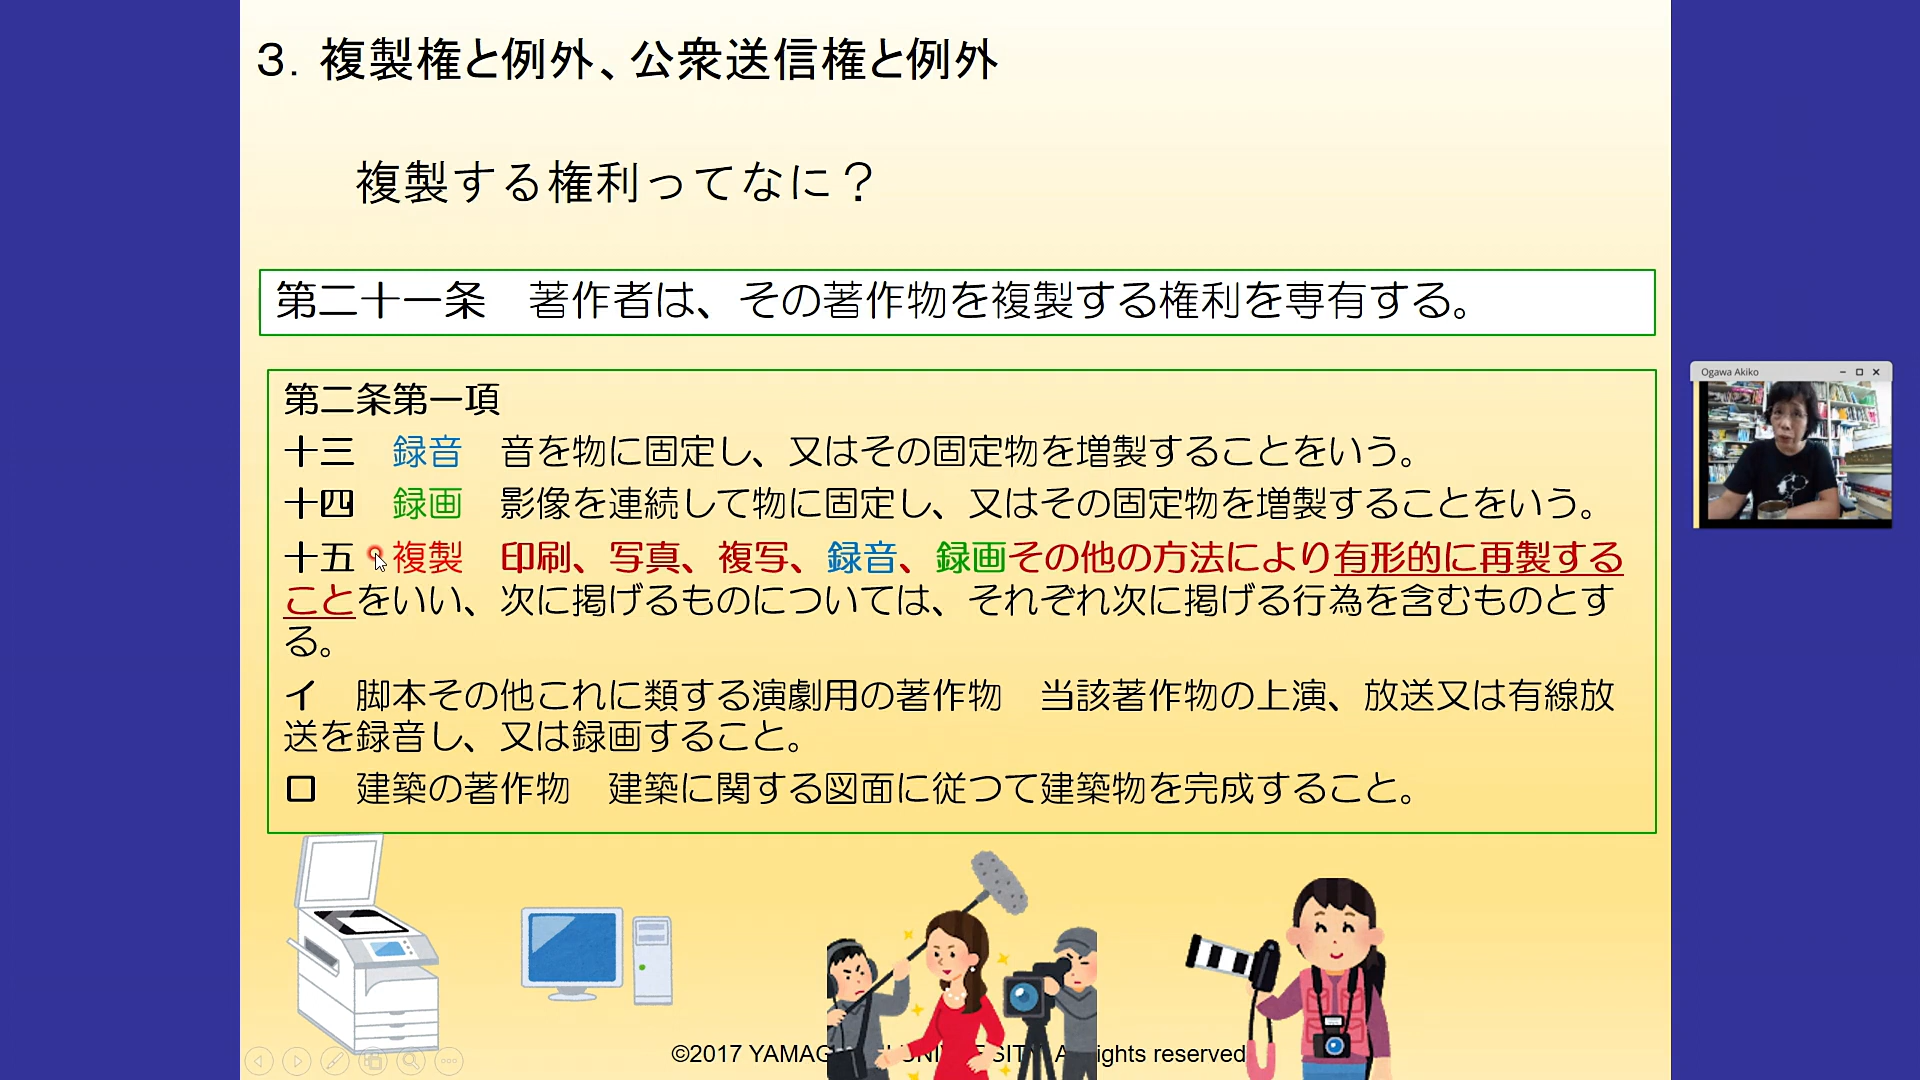 ３．複製権と例外、公衆送信権と例外
複製する権利ってなに？
第二十一条　著作者は、その著作物を複製する権利を専有する。
第二条第一項
十三　録音　音を物に固定し、又はその固定物を増製することをいう。
十四　録画　影像を連続して物に固定し、又はその固定物を増製することをいう。
十五　複製　印刷、写真、複写、録音、録画その他の方法により有形的に再製する
ことをいい、次に掲げるものについては、それぞれ次に掲げる行為を含むものとす
る。
イ　脚本その他これに類する演劇用の著作物　当該著作物の上演、放送又は有線放
送を録音し、又は録画すること。
ロ　建築の著作物　建築に関する図面に従つて建築物を完成すること。
Ogawa Akiko
©2017 YAMAG UNIVERSITY A rights reserved